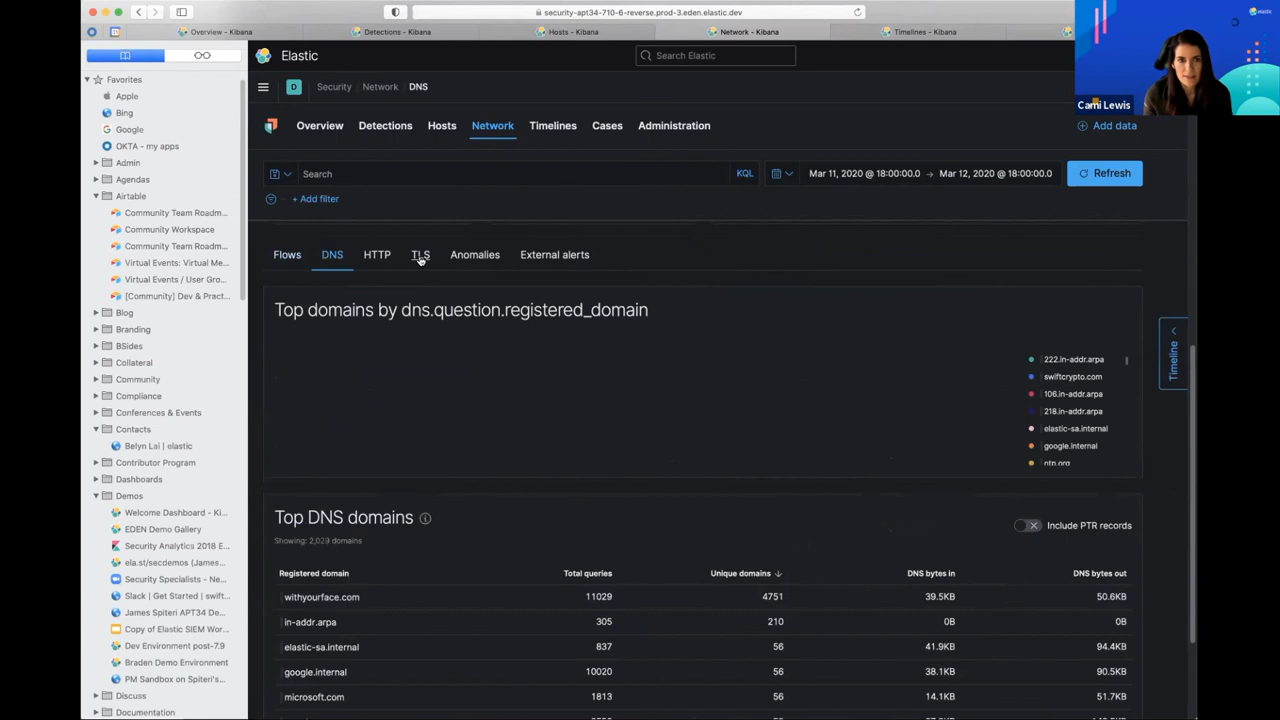 security-apt34-710-6-reverse.prod-3.eden.elastic.dev
Overview - Kibana
Detections - Kibana
Hosts - Kibana
Network - Kibana
Timelines - Kibana
elastic
Cami Lewis
Favorites
Apple
Bing
Google
OKTA - my apps
Admin
Agendas
Airtable
Community Team Roadm...
Community Workspace
Community Team Roadm...
Virtual Events: Virtual Me...
Virtual Events / User Gro...
[Community] Dev & Pract...
Blog
Branding
BSides
Collateral
Community
Compliance
Conferences & Events
Contacts
Belyn Lai | elastic
Contributor Program
Dashboards
Demos
Welcome Dashboard - Ki...
EDEN Demo Gallery
Security Analytics 2018 E...
ela.st/secdemos (James...
Security Specialists - Ne...
Slack | Get Started | swift...
James Spiteri APT34 De...
Copy of Elastic SIEM Wor...
Dev Environment post-7.9
Braden Demo Environment
PM Sandbox on Spiteri's...
Discuss
Documentation
Elastic
Search Elastic
D Security Network DNS
Overview Detections Hosts Network Timelines Cases Administration Add data
Search KQL Mar 11, 2020 @ 18:00:00.0 → Mar 12, 2020 @ 18:00:00.0 Refresh
+ Add filter
Flows DNS HTTP TLS Anomalies External alerts
Top domains by dns.question.registered_domain
222.in-addr.arpa
swiftcrypto.com
106.in-addr.arpa
218.in-addr.arpa
elastic-sa.internal
google.internal
ntp.org
Timeline
Top DNS domains
Include PTR records
Showing: 2,029 domains
Registered domain Total queries Unique domains DNS bytes in DNS bytes out
withyourface.com 11029 4751 39.5KB 50.6KB
in-addr.arpa 305 210 0B 0B
elastic-sa.internal 837 56 41.9KB 94.4KB
google.internal 10020 56 38.1KB 90.5KB
microsoft.com 1813 54 14.1KB 51.7KB